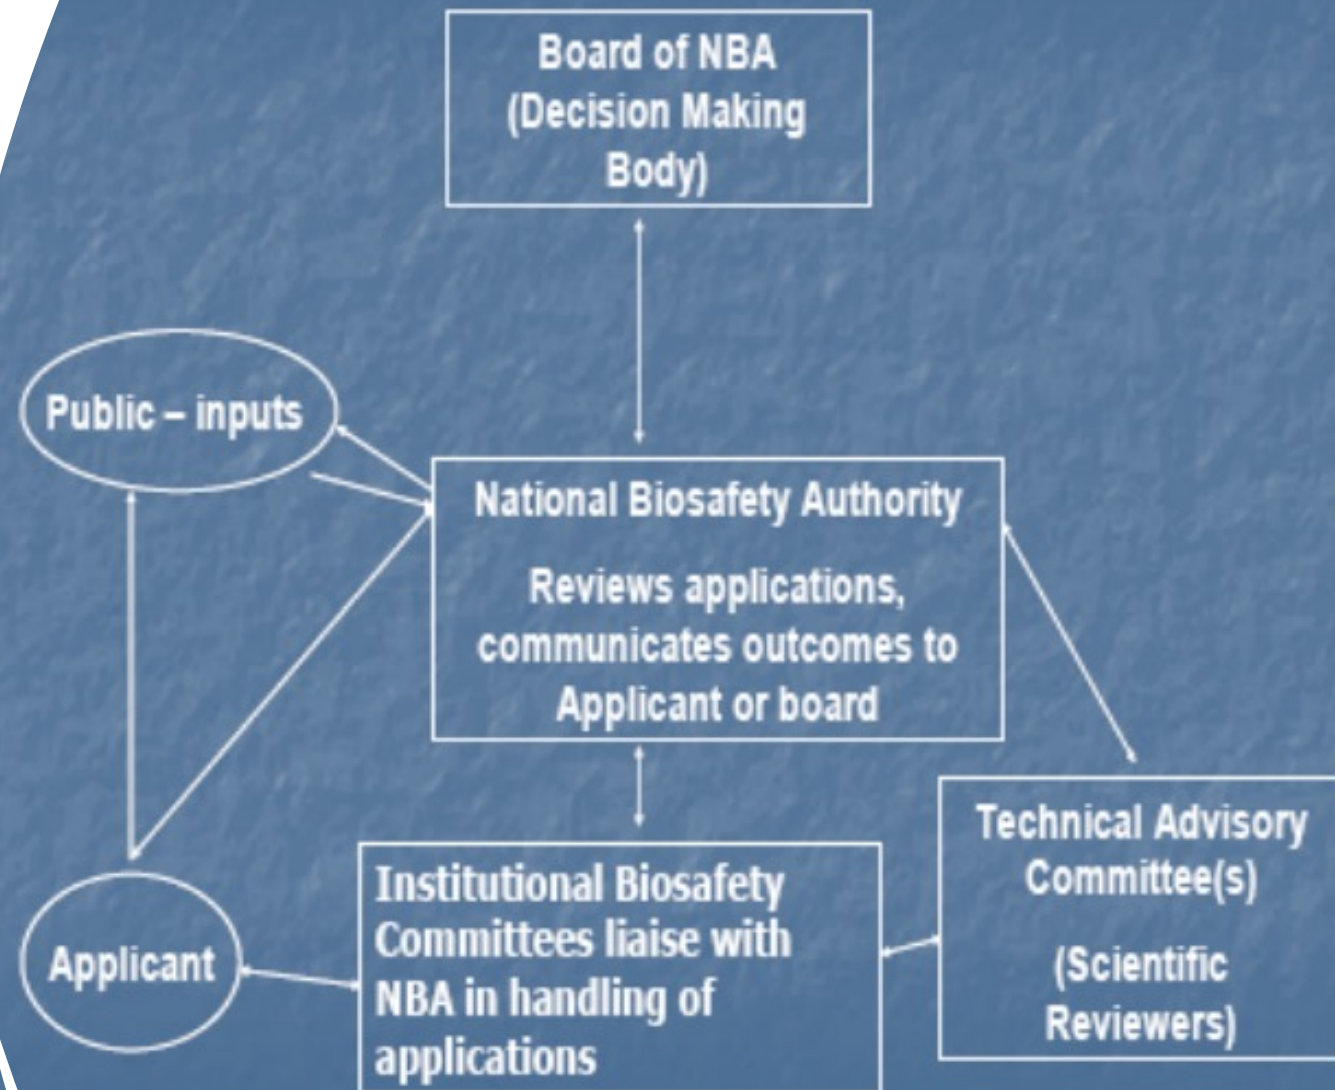 Board of NBA
(Decision Making
Body)
Public – inputs
National Biosafety Authority
Reviews applications,
communicates outcomes to
Applicant or board
Technical Advisory
Committee(s)
(Scientific
Reviewers)
Institutional Biosafety
Committees liaise with
NBA in handling of
applications
Applicant